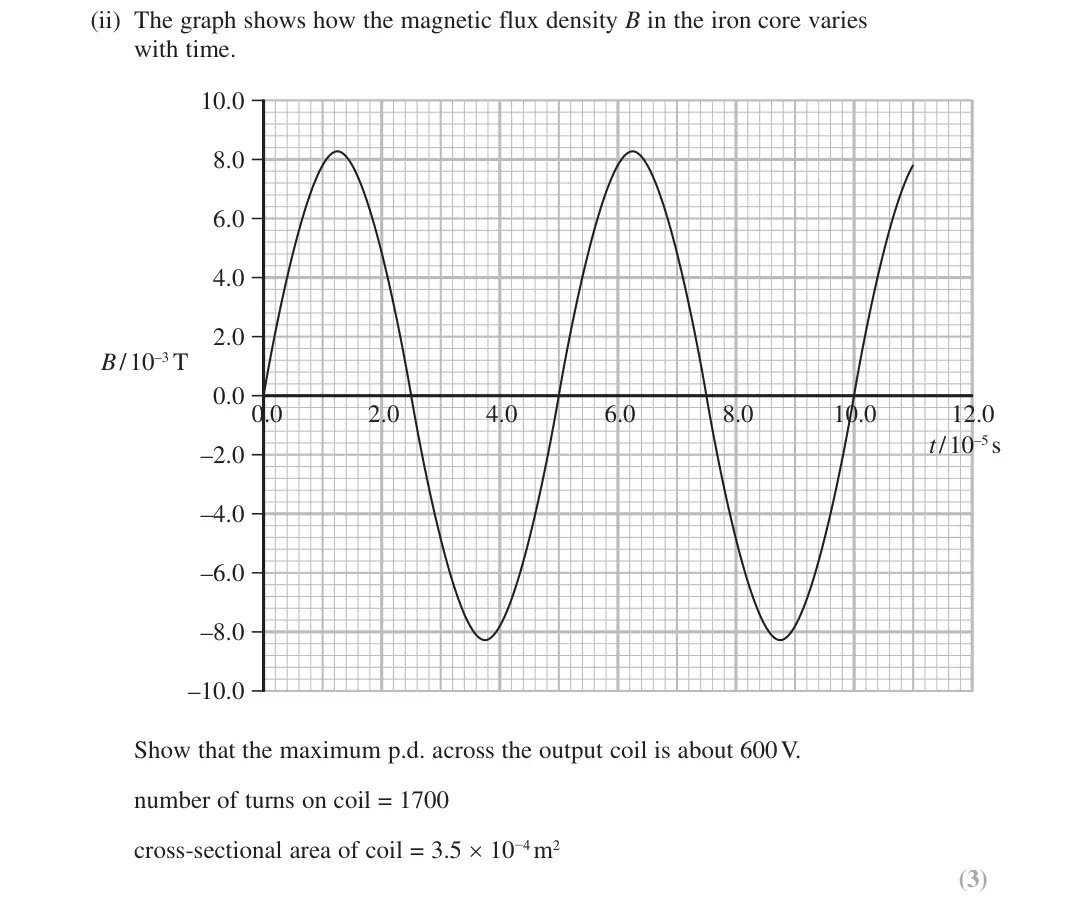 (ii) The graph shows how the magnetic flux density B in the iron core varies
with time.
10.0
8.0
6.0
4.0
2.0
B / 10⁻³ T
0.0
0.0 2.0 4.0 6.0 8.0 10.0 12.0
t / 10⁻⁵ s
–2.0
–4.0
–6.0
–8.0
–10.0
Show that the maximum p.d. across the output coil is about 600 V.
number of turns on coil = 1700
cross-sectional area of coil = 3.5 × 10⁻⁴ m²
(3)